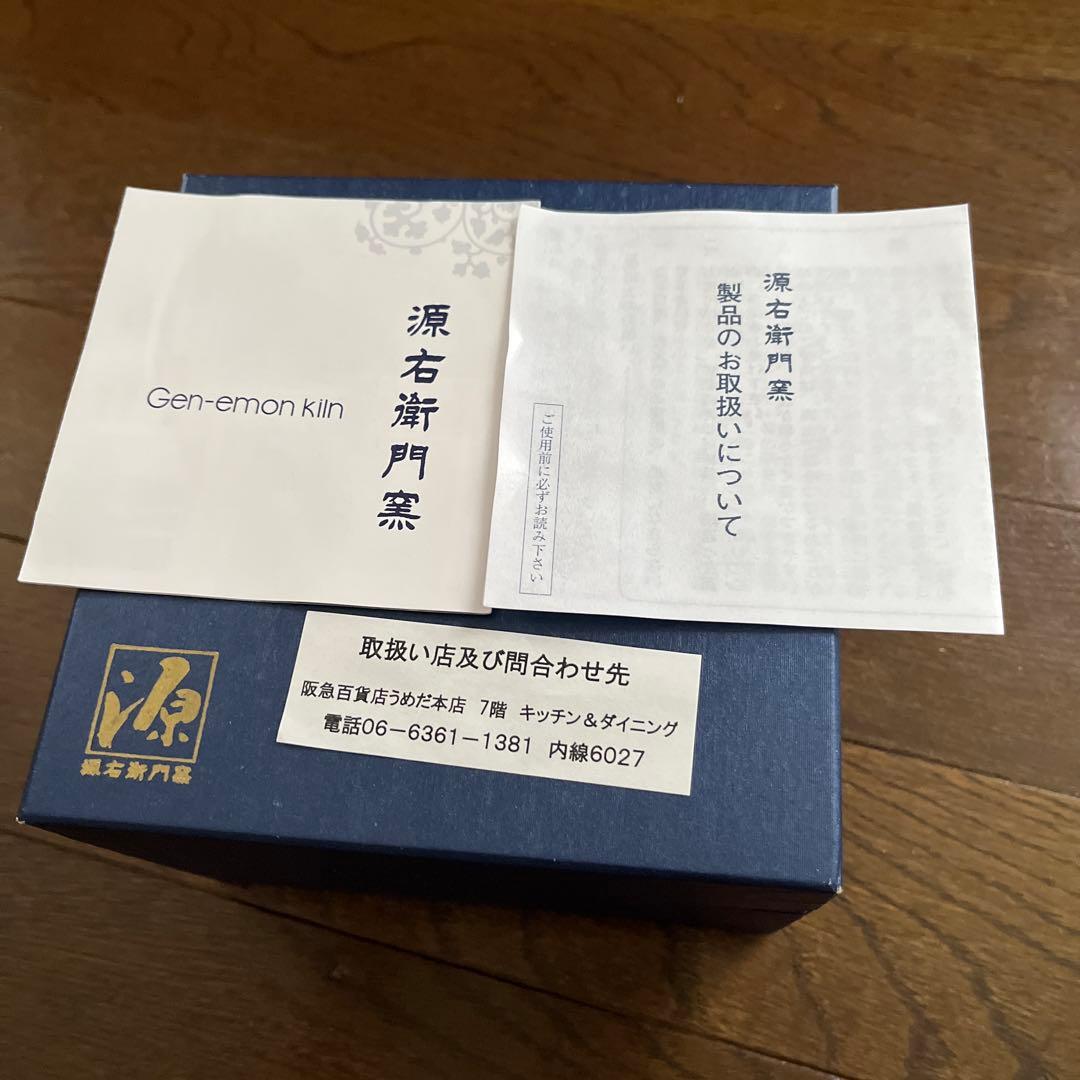 源右衛門窯
Gen-emon kiln
源右衛門窯
製品のお取扱いについて
ご使用前に必ずお読み下さい
取扱い店及び問合わせ先
阪急百貨店うめだ本店 7階 キッチン&ダイニング
電話06-6361-1381 内線6027
源
源右衛門窯